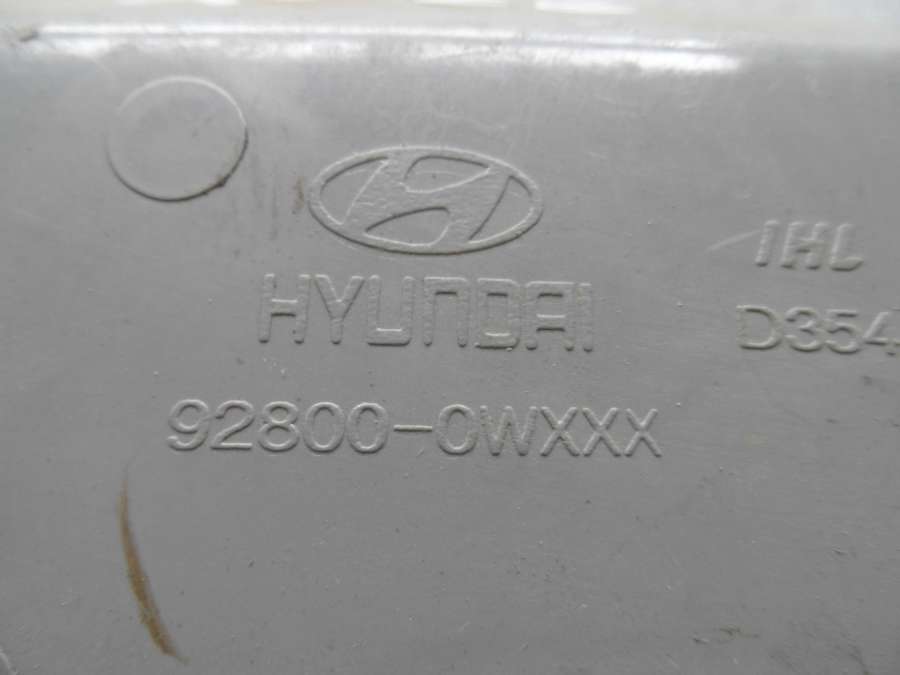 HYUNDAI
IHL
D354
92800-0WXXX